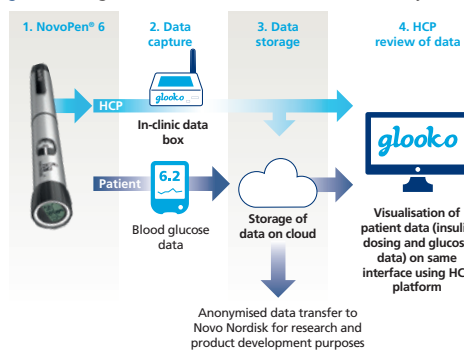 1. NovoPen® 6
2. Data
capture
3. Data
storage
4. HCP
review of data
HCP
glooko
In-clinic data
box
glooko
Patient
6.2
Blood glucose
data
Storage of
data on cloud
Visualisation of
patient data (insuli
dosing and glucos
data) on same
interface using HC
platform
Anonymised data transfer to
Novo Nordisk for research and
product development purposes